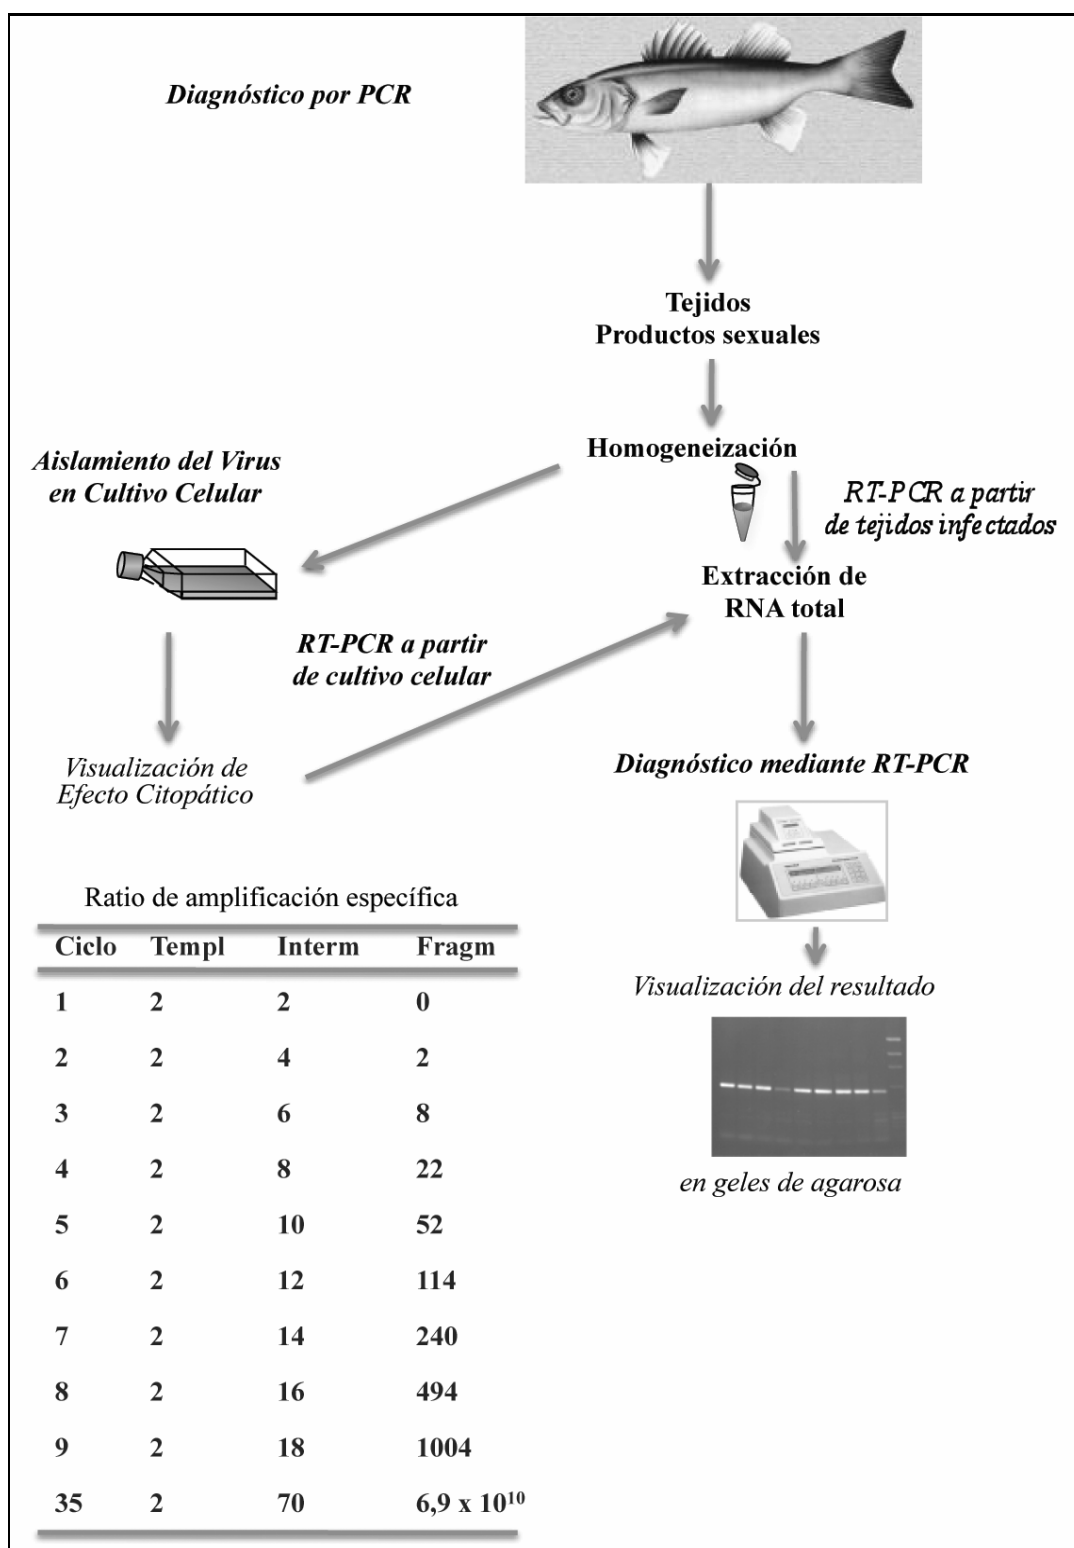 Diagnóstico por PCR
Tejidos
Productos sexuales
Homogeneización
Aislamiento del Virus
en Cultivo Celular
RT-PCR a partir
de tejidos infectados
Extracción de
RNA total
RT-PCR a partir
de cultivo celular
Visualización de
Efecto Citopático
Diagnóstico mediante RT-PCR
Visualización del resultado
en geles de agarosa
Ratio de amplificación específica
Ciclo Templ Interm Fragm
1 2 2 0
2 2 4 2
3 2 6 8
4 2 8 22
5 2 10 52
6 2 12 114
7 2 14 240
8 2 16 494
9 2 18 1004
35 2 70 6,9 x 10¹⁰